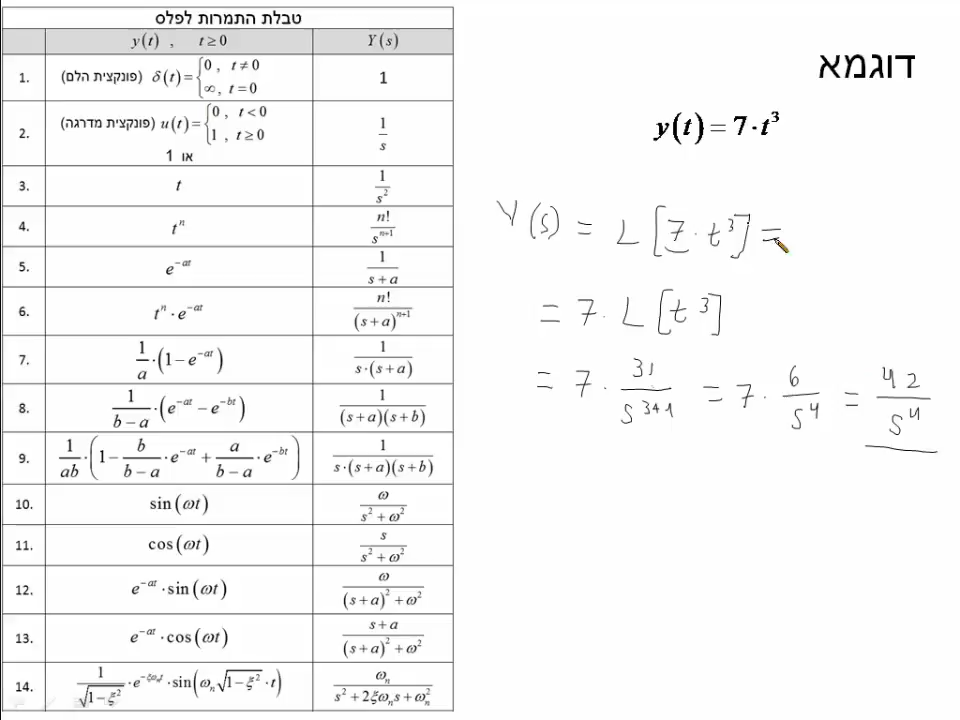 טבלת התמרות לפלס
y(t) , t ≥ 0 Y(s)
1. (פונקצית הלם) δ(t) = {0 , t ≠ 0 ; ∞ , t = 0 1
2. (פונקצית מדרגה) u(t) = {0 , t < 0 ; 1 , t ≥ 0 או 1 1/s
3. t 1/s²
4. tⁿ n!/sⁿ⁺¹
5. e^(-at) 1/(s+a)
6. tⁿ · e^(-at) n!/(s+a)ⁿ⁺¹
7. 1/a · (1 − e^(-at)) 1/(s·(s+a))
8. 1/(b−a) · (e^(-at) − e^(-bt)) 1/((s+a)(s+b))
9. 1/ab · (1 − b/(b−a) · e^(-at) + a/(b−a) · e^(-bt)) 1/(s·(s+a)(s+b))
10. sin(ωt) ω/(s²+ω²)
11. cos(ωt) s/(s²+ω²)
12. e^(-at) · sin(ωt) ω/((s+a)²+ω²)
13. e^(-at) · cos(ωt) (s+a)/((s+a)²+ω²)
14. 1/√(1−ξ²) · e^(-ξωₙt) · sin(ωₙ√(1−ξ²) · t) ωₙ/(s²+2ξωₙs+ωₙ²)
דוגמא
y(t) = 7 · t³
Y(s) = L[7 · t³] =
= 7 · L[t³]
= 7 · 3!/s³⁺¹ = 7 · 6/s⁴ = 42/s⁴